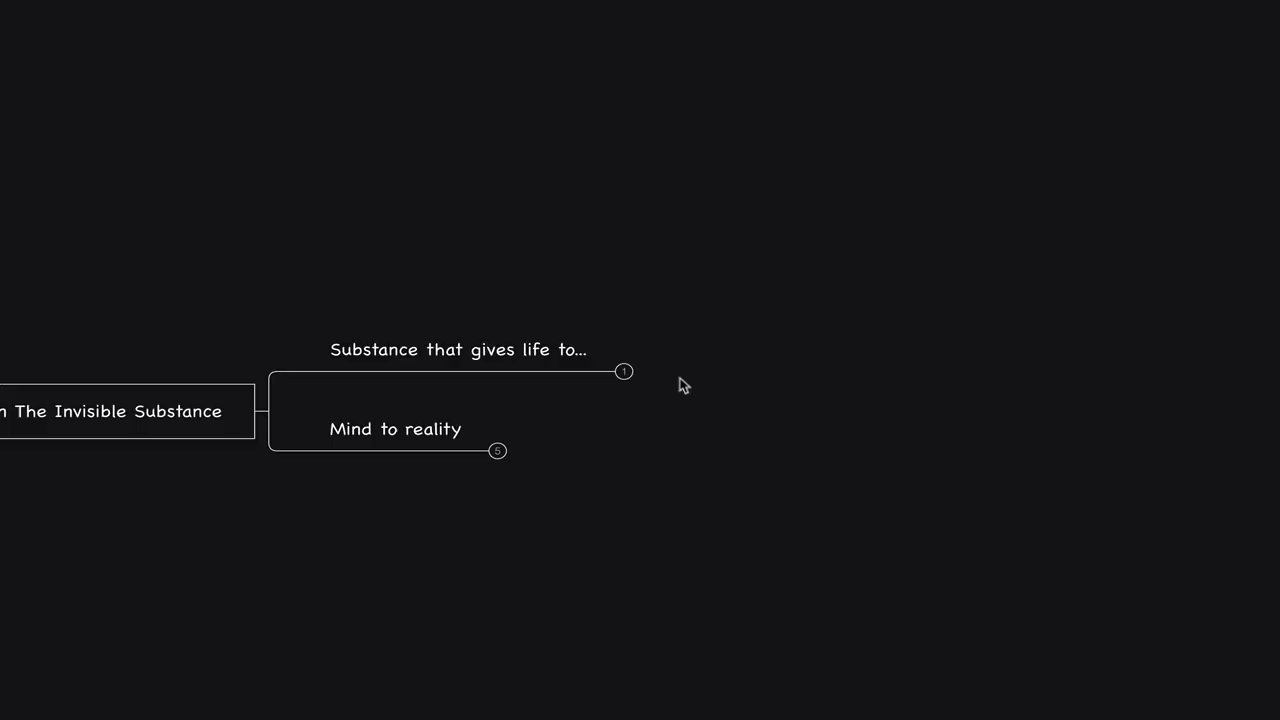 Substance that gives life to...
1
n The Invisible Substance
Mind to reality
5